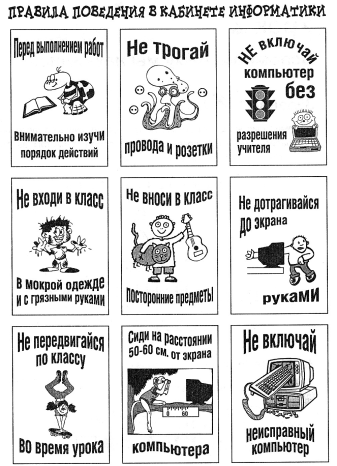 ПРАВИЛА ПОВЕДЕНИЯ В КАБИНЕТЕ ИНФОРМАТИКИ
Перед выполнением работ
внимательно изучи
порядок действий
Не трогай
провода и розетки
НЕ включай
компьютер
без
разрешения
учителя
Не входи в класс
в мокрой одежде
и с грязными руками
Не вноси в класс
посторонние предметы
Не дотрагивайся
до экрана
руками
Не передвигайся
по классу
во время урока
Сиди на расстоянии
50-60 см. от экрана
0 60
компьютера
Не включай
неисправный
компьютер